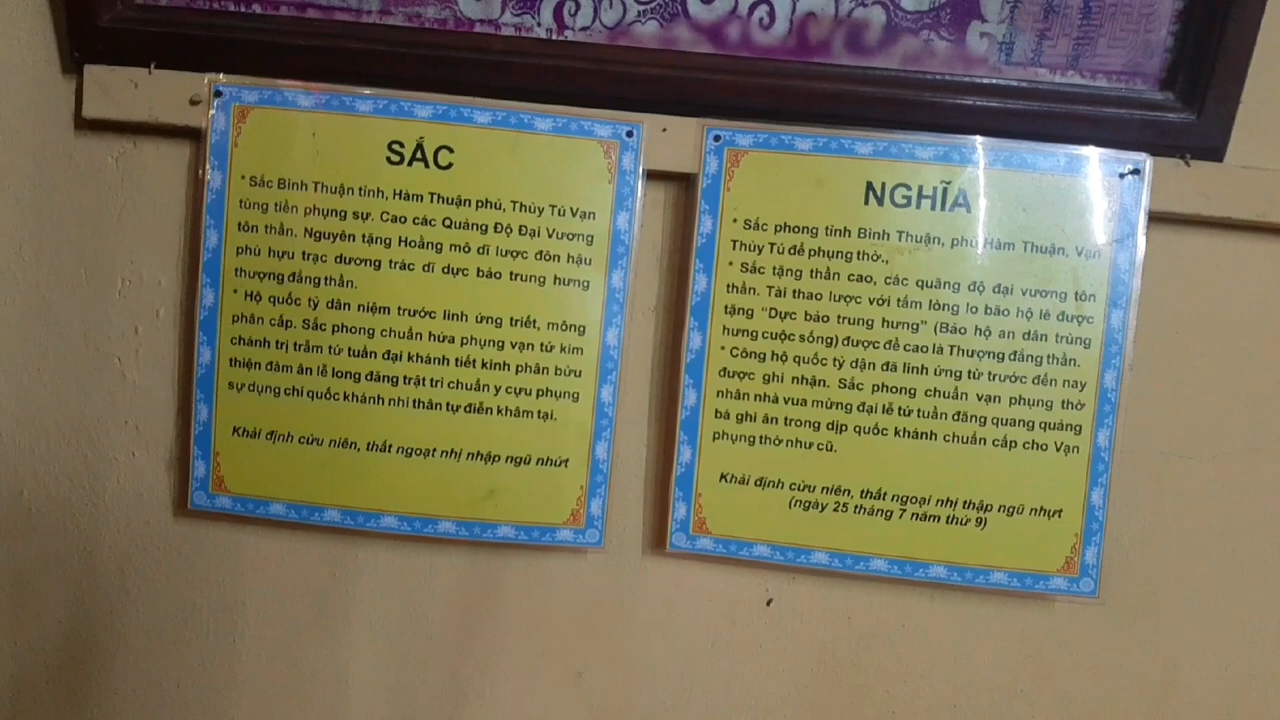 SẮC
* Sắc Bình Thuận tỉnh, Hàm Thuận phủ, Thủy Tú Vạn
tùng tiền phụng sự. Cao các Quảng Độ Đại Vương
tôn thần. Nguyên tặng Hoằng mô dĩ lược đôn hậu
phù hựu trạc dương trác dĩ dực bảo trung hưng
thượng đẳng thần.
* Hộ quốc tỷ dân niệm trước linh ứng triết, mông
phân cấp. Sắc phong chuẩn hứa phụng vạn tứ kim
chánh trị trẫm tứ tuần đại khánh tiết kinh phân bửu
thiện đàm ân lễ long đăng trật tri chuẩn y cựu phụng
sự dụng chi quốc khánh nhi thân tự điển khâm tại.
Khải định cửu niên, thất ngoạt nhị nhập ngũ nhứt
NGHĨA
* Sắc phong tỉnh Bình Thuận, phủ Hàm Thuận, Vạn
Thủy Tú để phụng thờ.,
* Sắc tặng thần cao, các quãng độ đại vương tôn
thần. Tài thao lược với tấm lòng lo bão hộ lê được
tặng “Dực bảo trung hưng” (Bảo hộ an dân trùng
hưng cuộc sống) được đề cao là Thượng đẳng thần.
* Công hộ quốc tỷ dận đã linh ứng từ trước đến nay
được ghi nhận. Sắc phong chuẩn vạn phụng thờ
nhân nhà vua mừng đại lễ tứ tuần đăng quang quảng
bá ghi ân trong dịp quốc khánh chuẩn cấp cho Vạn
phụng thờ như cũ.
Khải định cửu niên, thất ngoại nhị thập ngũ nhựt
(ngày 25 tháng 7 năm thứ 9)